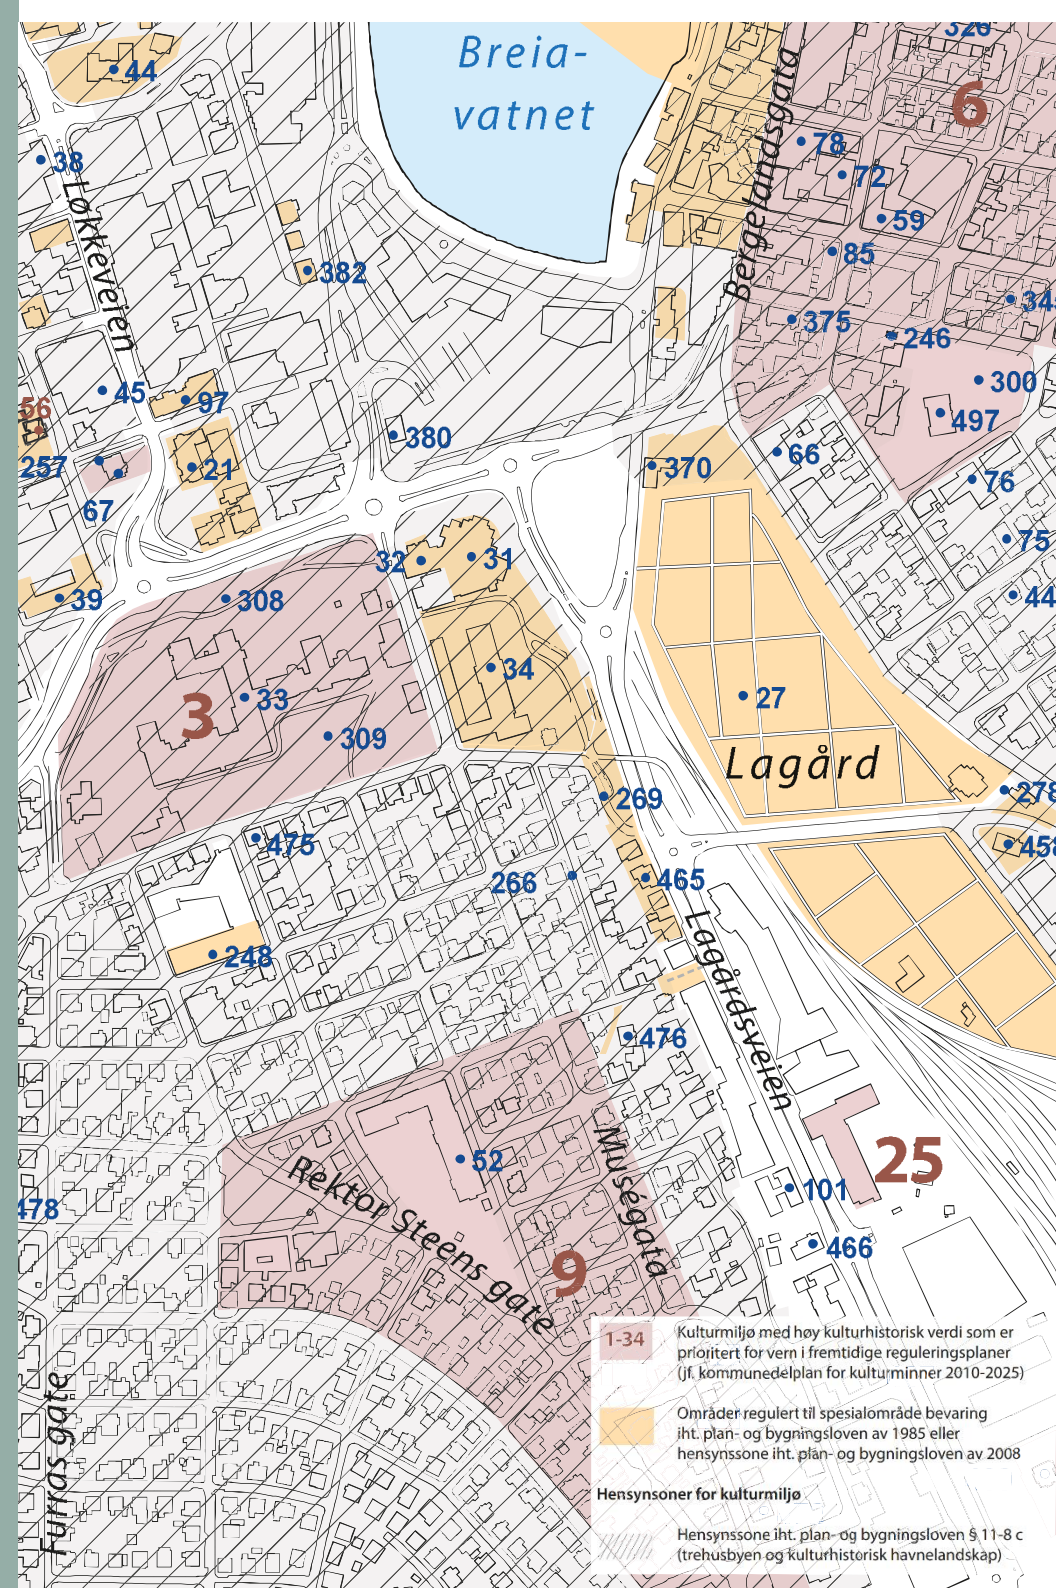 Breia-
vatnet
326
6
44
38
Løkkeveien
Bergelandsgata
78
72
59
85
382
375
246
300
497
45
97
56
380
257
21
67
370
66
76
75
44
32
31
39
308
34
27
33
3
309
Lagård
269
278
475
458
266
465
248
Lagårdsveien
476
52
25
Rektor Steens gate
Muségata
101
478
466
9
Furras gate
1-34
Kulturmiljø med høy kulturhistorisk verdi som er
prioritert for vern i fremtidige reguleringsplaner
(jf. kommunedelplan for kulturminner 2010-2025)
Områder regulert til spesialområde bevaring
iht. plan- og bygningsloven av 1985 eller
hensynssone iht. plan- og bygningsloven av 2008
Hensynsoner for kulturmiljø
Hensynssone iht. plan- og bygningsloven § 11-8 c
(trehusbyen og kulturhistorisk havnelandskap)